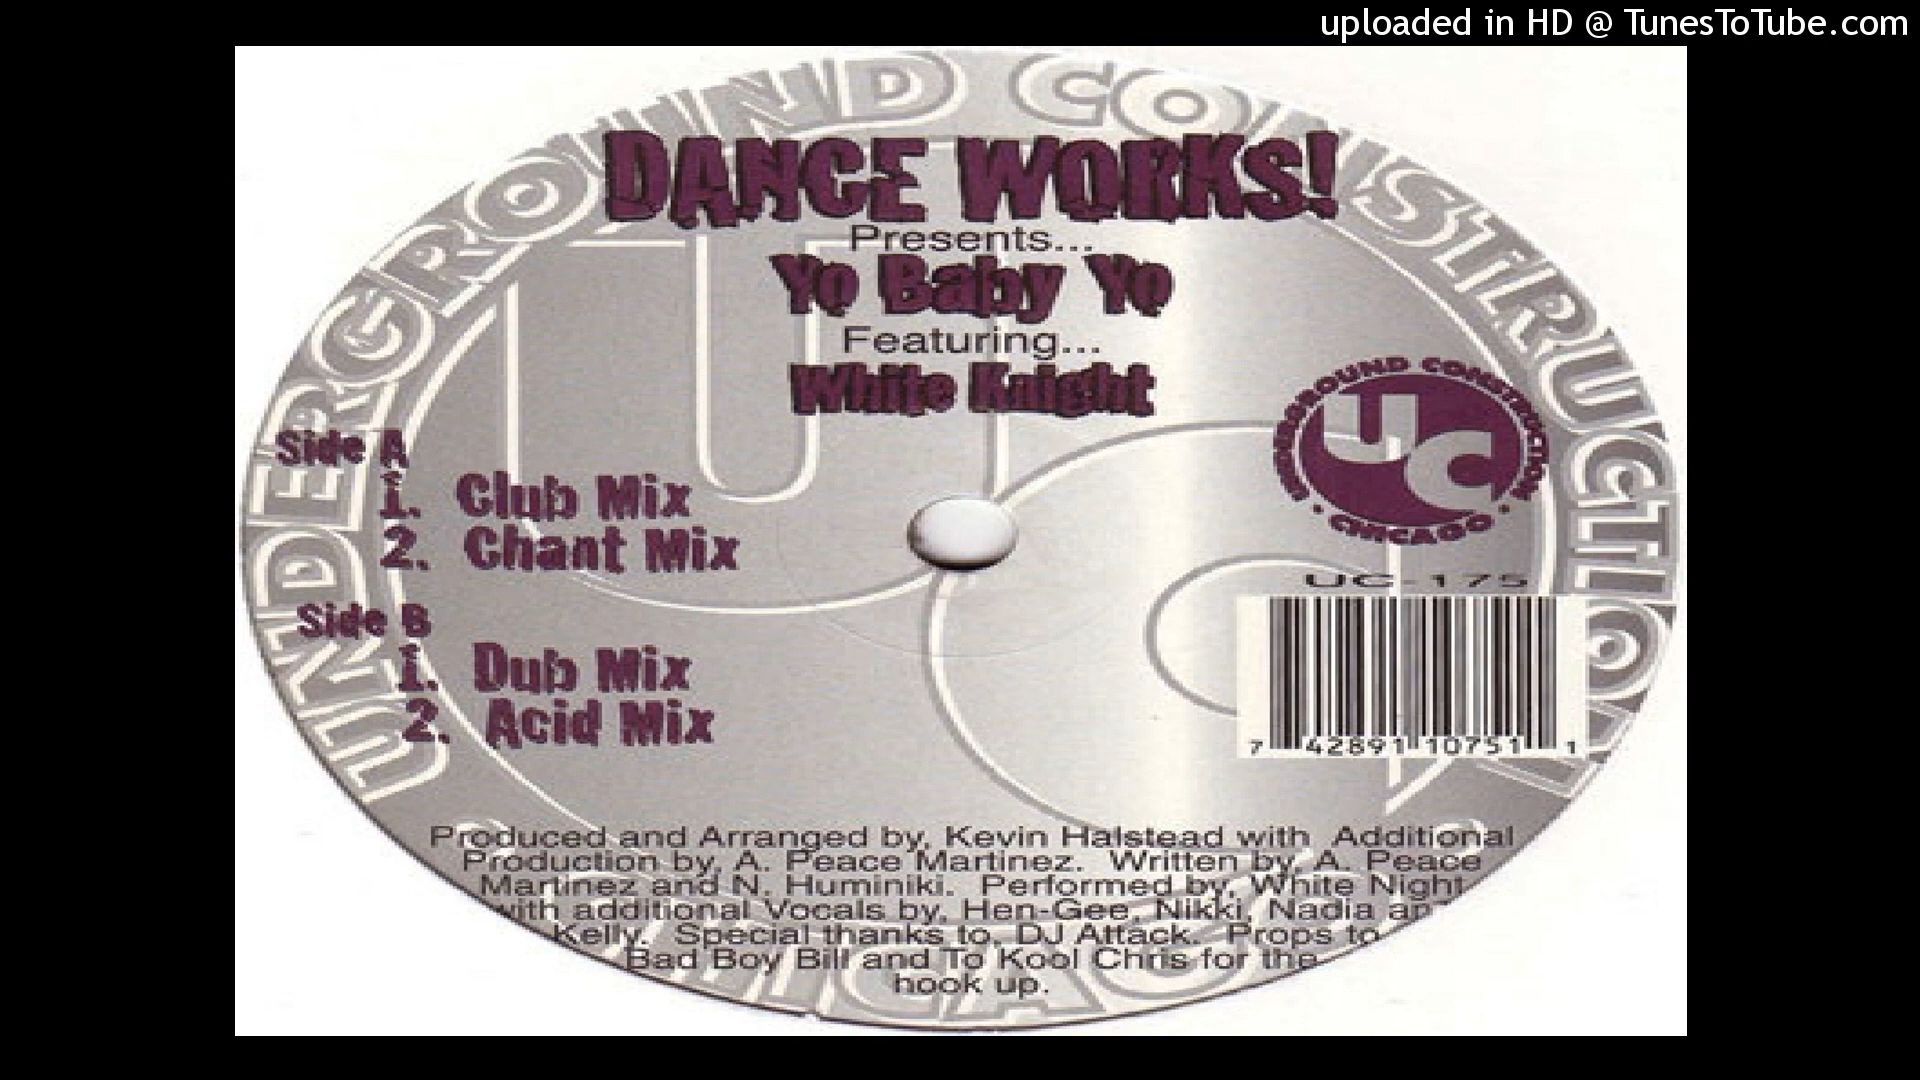 uploaded in HD @ TunesToTube.com
UNDERGROUND CONSTRUCTION
DANCE WORKS!
Presents...
Yo Baby Yo
Featuring...
White Knight
UNDERGROUND CONSTRUCTION
UC
• CHICAGO •
Side A
1. Club Mix
2. Chant Mix
UC-175
Side B
1. Dub Mix
2. Acid Mix
7 42891 10751 1
Produced and Arranged by, Kevin Halstead with Additional
Production by, A. Peace Martinez. Written by, A. Peace
Martinez and N. Huminiki. Performed by, White Night
with additional Vocals by, Hen-Gee, Nikki, Nadia and
Kelly. Special thanks to, DJ Attack. Props to
Bad Boy Bill and To Kool Chris for the
hook up.
CHICAGO